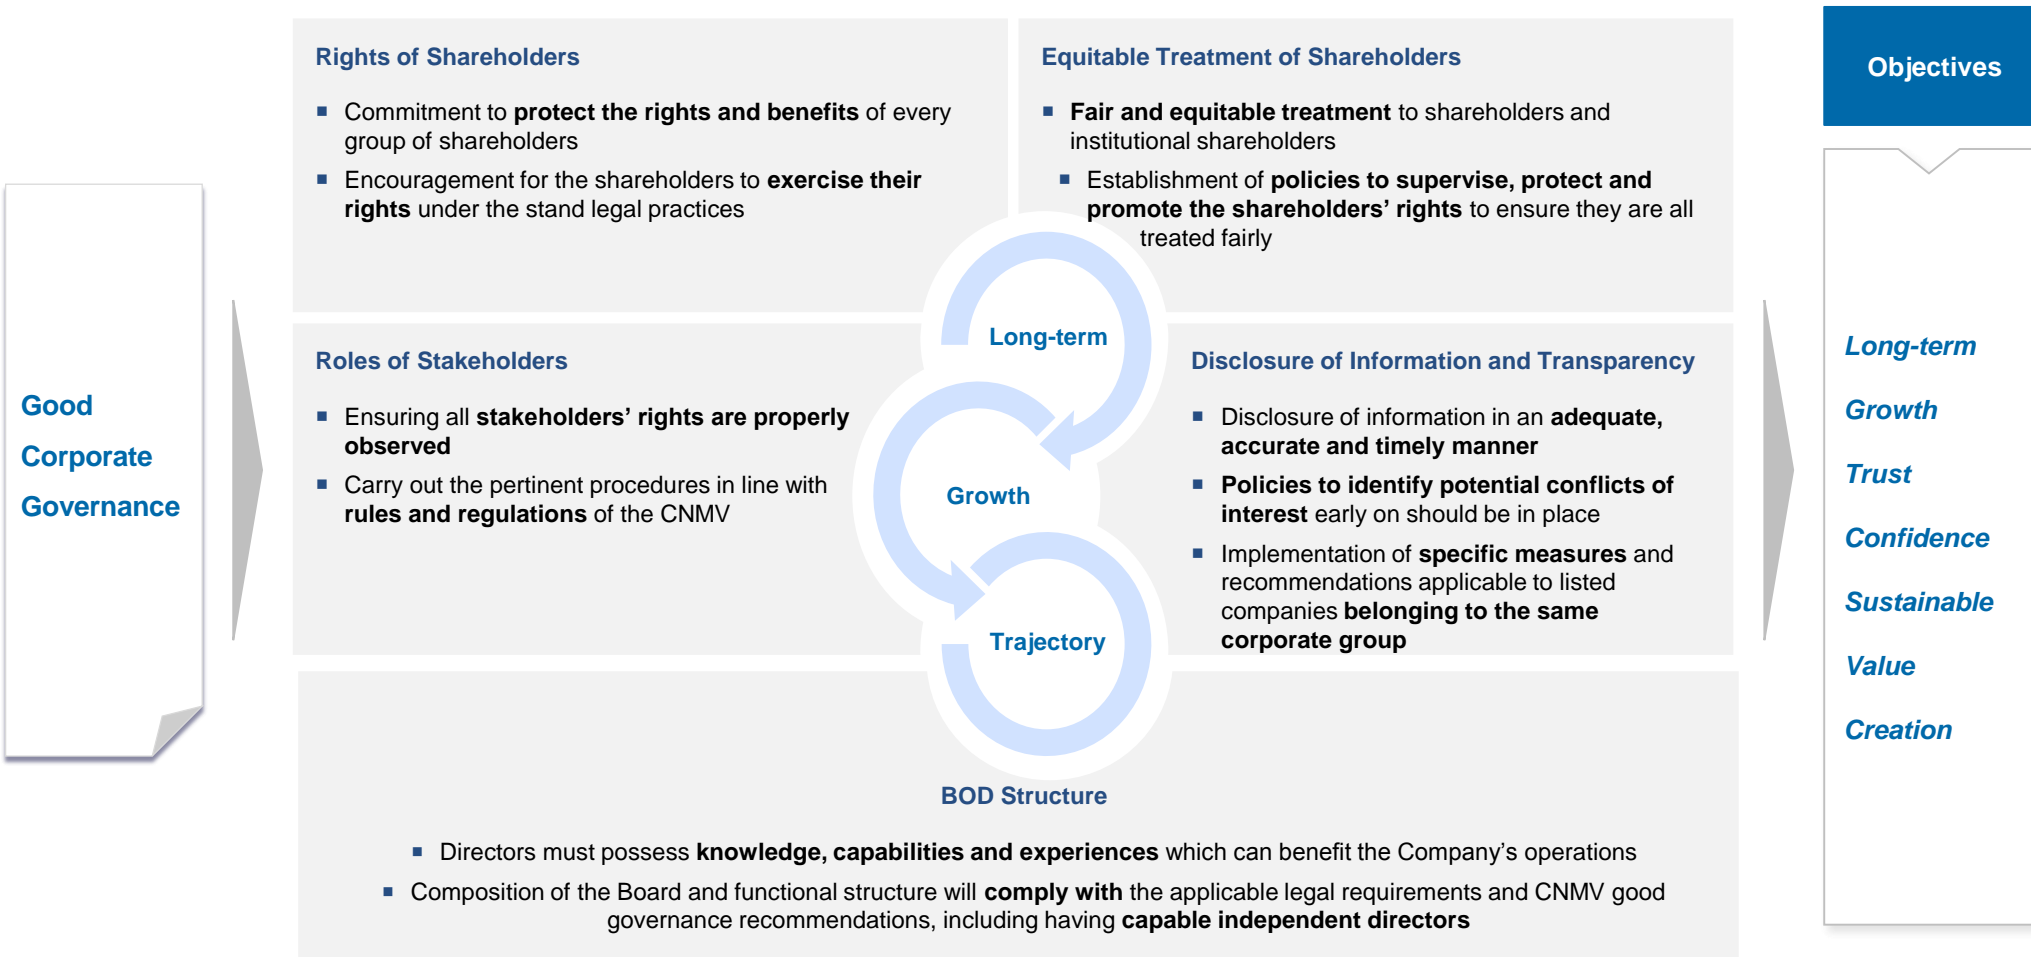 Good
Corporate
Governance
Rights of Shareholders
■ Commitment to protect the rights and benefits of every
group of shareholders
■ Encouragement for the shareholders to exercise their
rights under the stand legal practices
Equitable Treatment of Shareholders
■ Fair and equitable treatment to shareholders and
institutional shareholders
■ Establishment of policies to supervise, protect and
promote the shareholders’ rights to ensure they are all
treated fairly
Roles of Stakeholders
■ Ensuring all stakeholders’ rights are properly
observed
■ Carry out the pertinent procedures in line with
rules and regulations of the CNMV
Long-term
Growth
Trajectory
Disclosure of Information and Transparency
■ Disclosure of information in an adequate,
accurate and timely manner
■ Policies to identify potential conflicts of
interest early on should be in place
■ Implementation of specific measures and
recommendations applicable to listed
companies belonging to the same
corporate group
BOD Structure
■ Directors must possess knowledge, capabilities and experiences which can benefit the Company’s operations
■ Composition of the Board and functional structure will comply with the applicable legal requirements and CNMV good
governance recommendations, including having capable independent directors
Objectives
Long-term
Growth
Trust
Confidence
Sustainable
Value
Creation